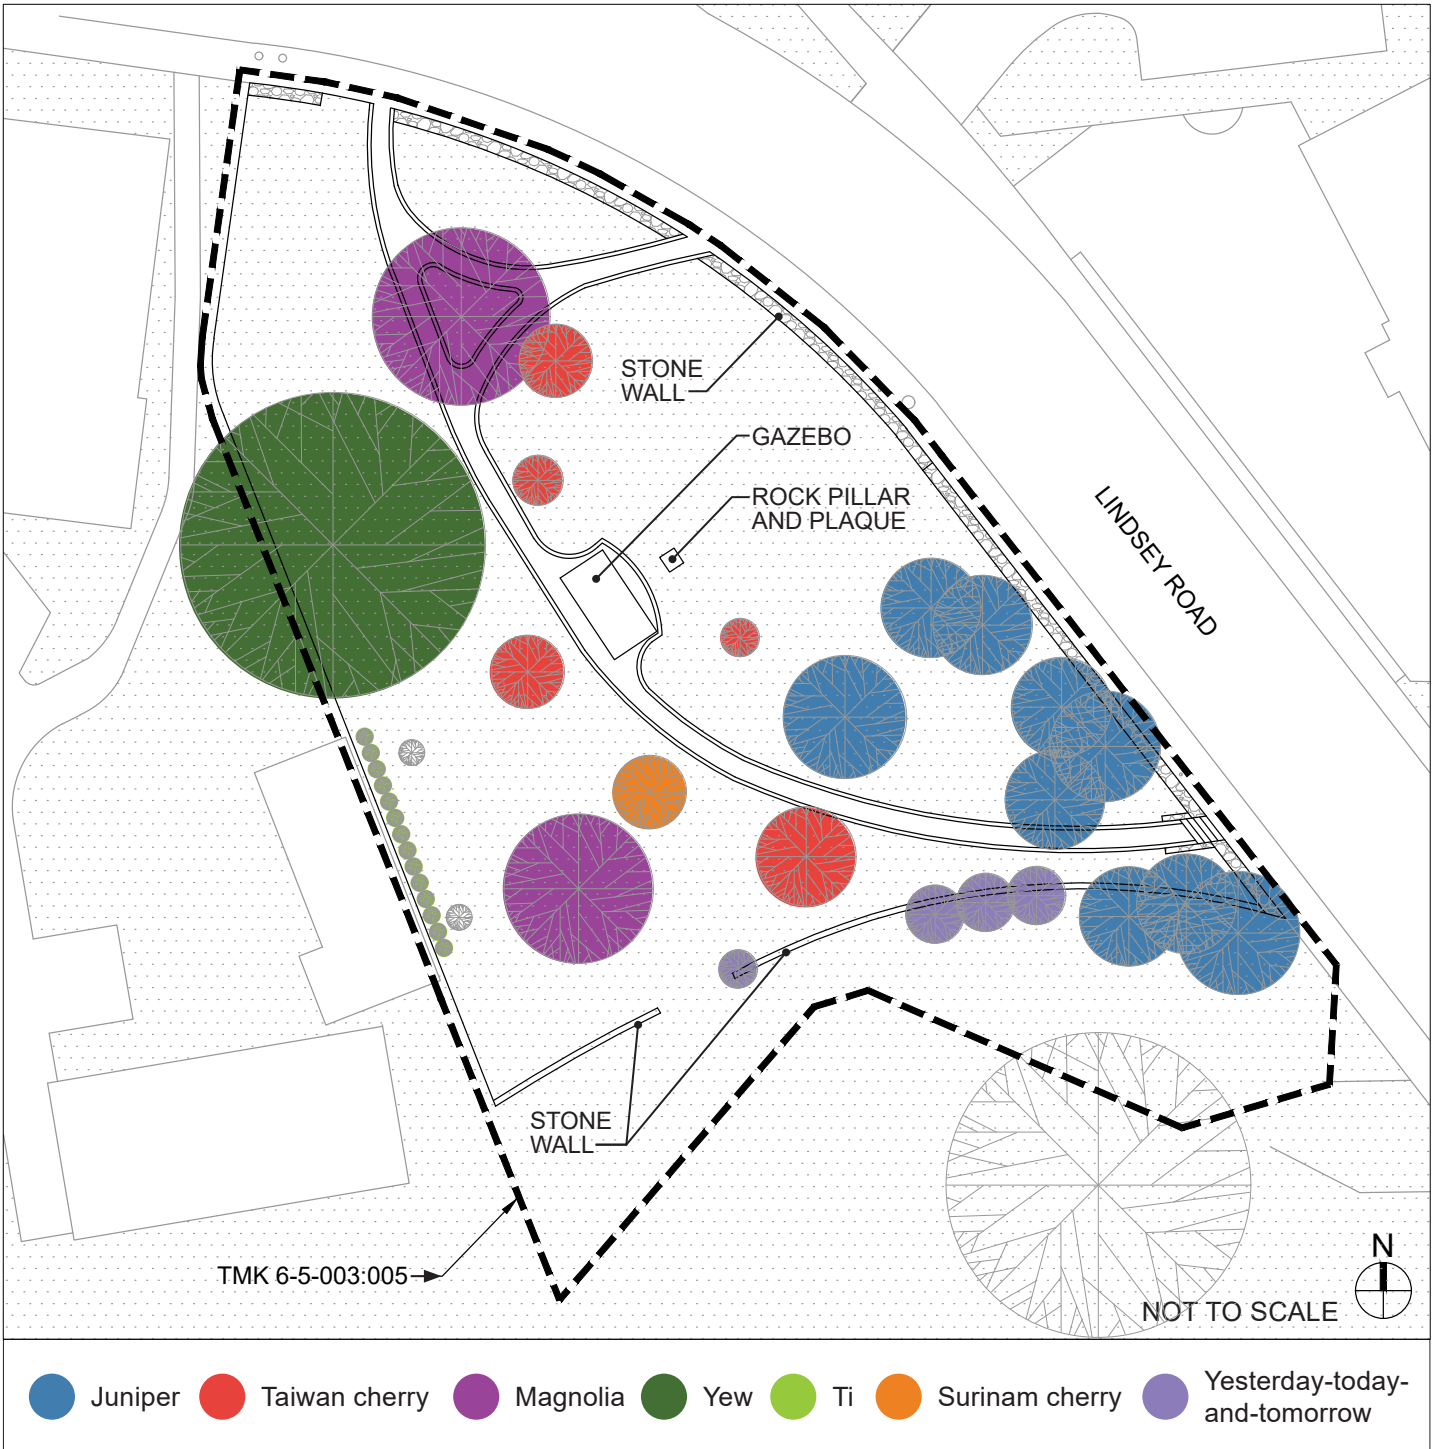 STONE
WALL
GAZEBO
ROCK PILLAR
AND PLAQUE
LINDSEY ROAD
STONE
WALL
TMK 6-5-003:005
N
NOT TO SCALE
Juniper
Taiwan cherry
Magnolia
Yew
Ti
Surinam cherry
Yesterday-today-
and-tomorrow